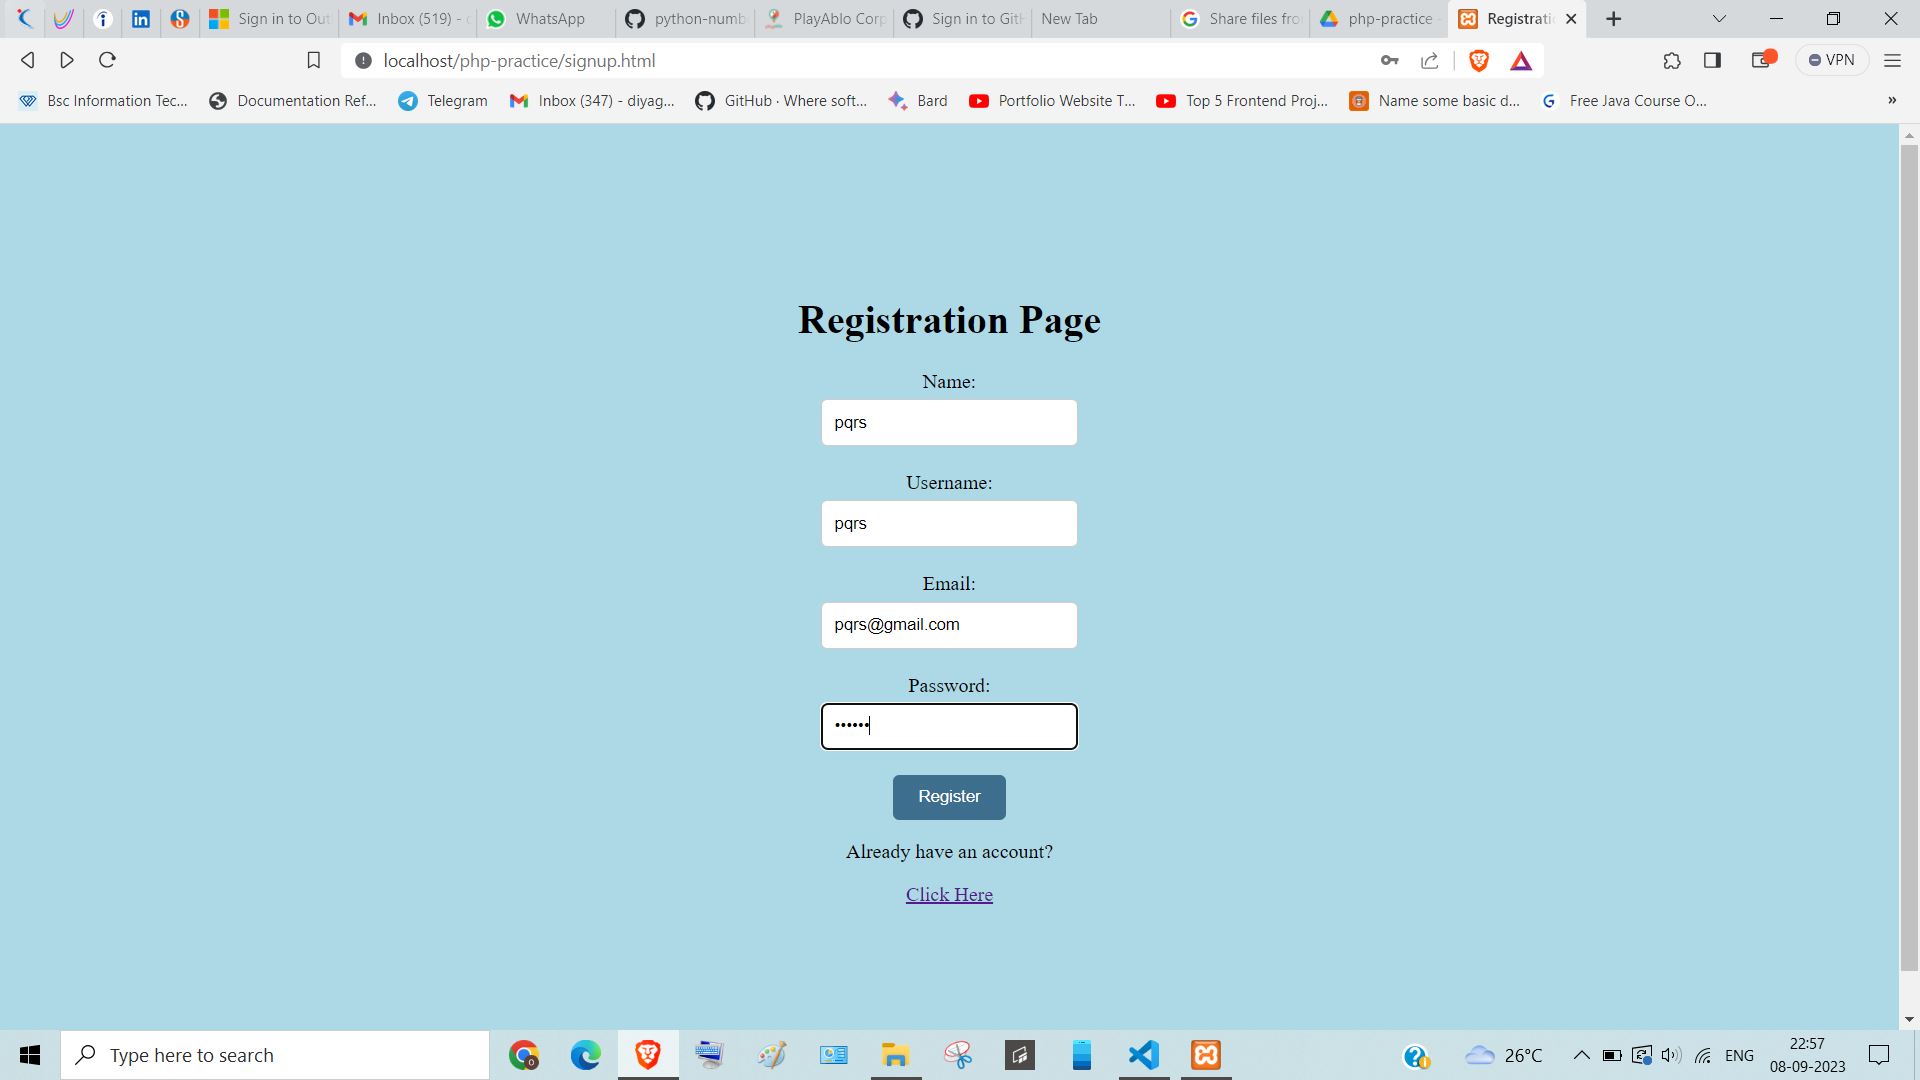 Sign in to Out
Inbox (519) -
WhatsApp
python-numb
PlayAblo Corp
Sign in to GitH
New Tab
Share files fro
php-practice -
Registratio
localhost/php-practice/signup.html
VPN
Bsc Information Tec...
Documentation Ref...
Telegram
Inbox (347) - diyag...
GitHub · Where soft...
Bard
Portfolio Website T...
Top 5 Frontend Proj...
Name some basic d...
Free Java Course O...
»
Registration Page
Name:
pqrs
Username:
pqrs
Email:
pqrs@gmail.com
Password:
••••••
Register
Already have an account?
Click Here
Type here to search
26°C
ENG
22:57
08-09-2023